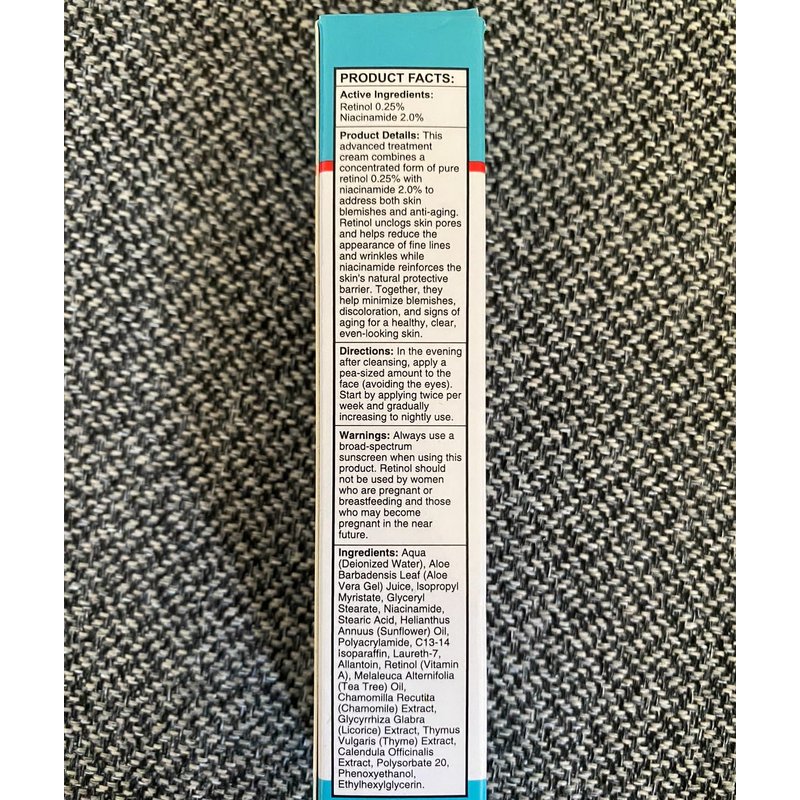 PRODUCT FACTS:
Active Ingredients:
Retinol 0.25%
Niacinamide 2.0%
Product Details: This
advanced treatment
cream combines a
concentrated form of pure
retinol 0.25% with
niacinamide 2.0% to
address both skin
blemishes and anti-aging.
Retinol unclogs skin pores
and helps reduce the
appearance of fine lines
and wrinkles while
niacinamide reinforces the
skin's natural protective
barrier. Together, they
help minimize blemishes,
discoloration, and signs of
aging for a healthy, clear,
even-looking skin.
Directions: In the evening
after cleansing, apply a
pea-sized amount to the
face (avoiding the eyes).
Start by applying twice per
week and gradually
increasing to nightly use.
Warnings: Always use a
broad-spectrum
sunscreen when using this
product. Retinol should
not be used by women
who are pregnant or
breastfeeding and those
who may become
pregnant in the near
future.
Ingredients: Aqua
(Deionized Water), Aloe
Barbadensis Leaf (Aloe
Vera Gel) Juice, Isopropyl
Myristate, Glyceryl
Stearate, Niacinamide,
Stearic Acid, Helianthus
Annuus (Sunflower) Oil,
Polyacrylamide, C13-14
Isoparaffin, Laureth-7,
Allantoin, Retinol (Vitamin
A), Melaleuca Alternifolia
(Tea Tree) Oil,
Chamomilla Recutita
(Chamomile) Extract,
Glycyrrhiza Glabra
(Licorice) Extract, Thymus
Vulgaris (Thyme) Extract,
Calendula Officinalis
Extract, Polysorbate 20,
Phenoxyethanol,
Ethylhexylglycerin.